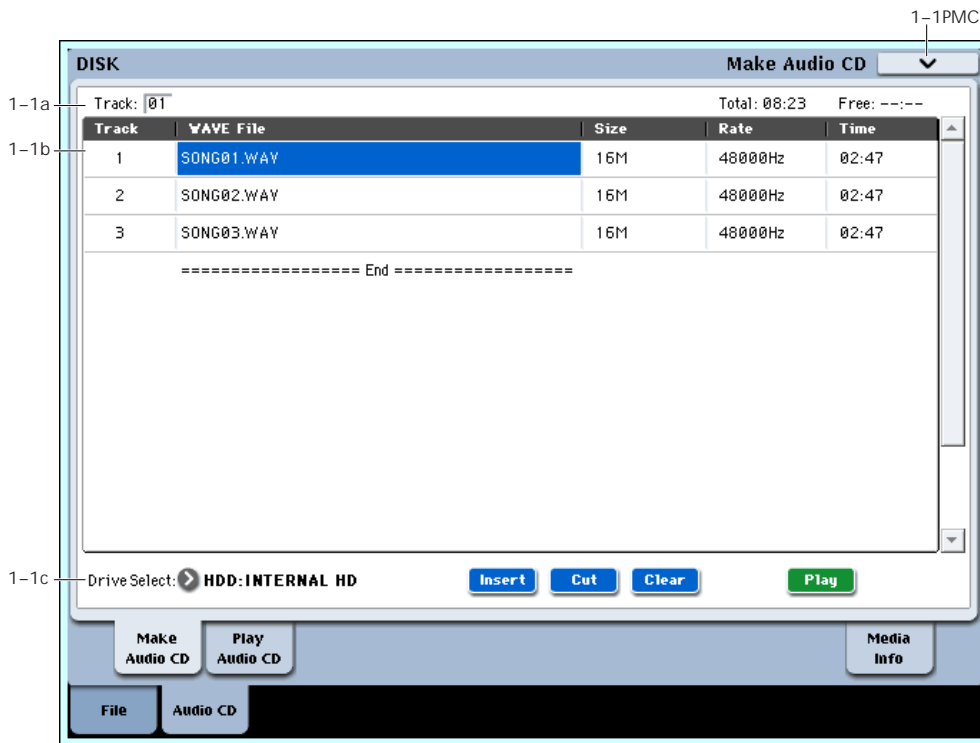 1–1PMC
DISK Make Audio CD
1–1a Track: 01 Total: 08:23 Free: --:--
Track WAVE File Size Rate Time
1–1b 1 SONG01.WAV 16M 48000Hz 02:47
2 SONG02.WAV 16M 48000Hz 02:47
3 SONG03.WAV 16M 48000Hz 02:47
================== End ==================
1–1c Drive Select: HDD:INTERNAL HD Insert Cut Clear Play
Make Audio CD
Play Audio CD
Media Info
File Audio CD